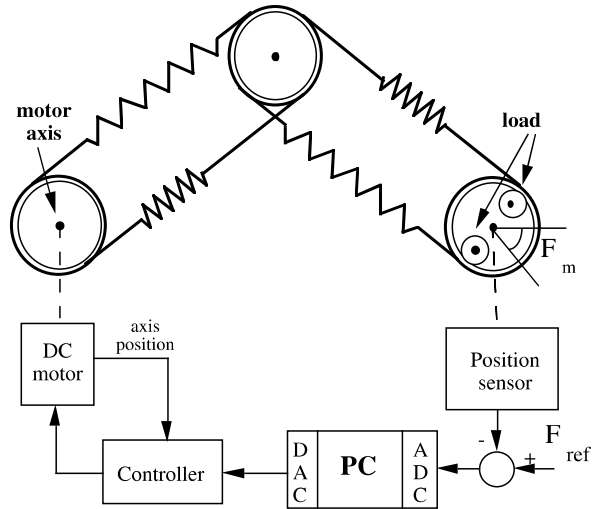 motor
axis
load
F
m
axis
position
DC
motor
Position
sensor
-
+
F
ref
Controller
D
A
C
PC
A
D
C